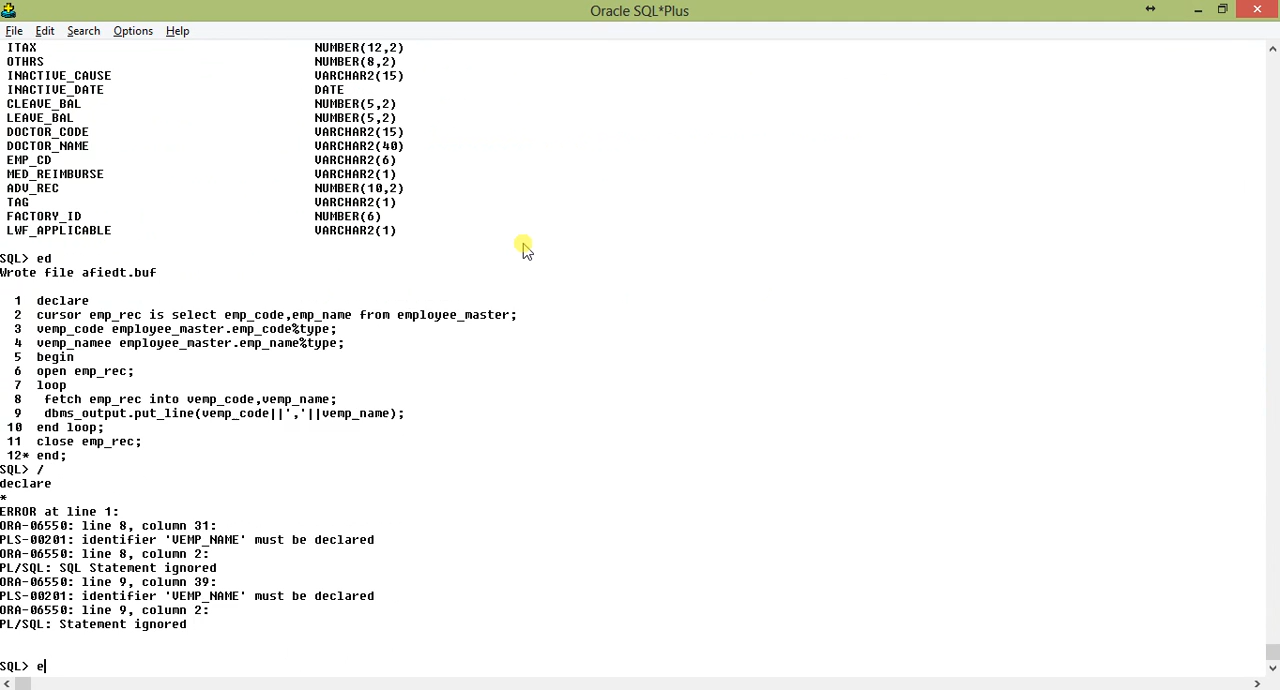 Oracle SQL*Plus
File Edit Search Options Help
ITAX NUMBER(12,2)
OTHRS NUMBER(8,2)
INACTIVE_CAUSE VARCHAR2(15)
INACTIVE_DATE DATE
CLEAVE_BAL NUMBER(5,2)
LEAVE_BAL NUMBER(5,2)
DOCTOR_CODE VARCHAR2(15)
DOCTOR_NAME VARCHAR2(40)
EMP_CD VARCHAR2(6)
MED_REIMBURSE VARCHAR2(1)
ADV_REC NUMBER(10,2)
TAG VARCHAR2(1)
FACTORY_ID NUMBER(6)
LWF_APPLICABLE VARCHAR2(1)
SQL> ed
Wrote file afiedt.buf
1 declare
2 cursor emp_rec is select emp_code,emp_name from employee_master;
3 vemp_code employee_master.emp_code%type;
4 vemp_namee employee_master.emp_name%type;
5 begin
6 open emp_rec;
7 loop
8 fetch emp_rec into vemp_code,vemp_name;
9 dbms_output.put_line(vemp_code||','||vemp_name);
10 end loop;
11 close emp_rec;
12* end;
SQL> /
declare
*
ERROR at line 1:
ORA-06550: line 8, column 31:
PLS-00201: identifier 'VEMP_NAME' must be declared
ORA-06550: line 8, column 2:
PL/SQL: SQL Statement ignored
ORA-06550: line 9, column 39:
PLS-00201: identifier 'VEMP_NAME' must be declared
ORA-06550: line 9, column 2:
PL/SQL: Statement ignored
SQL> e